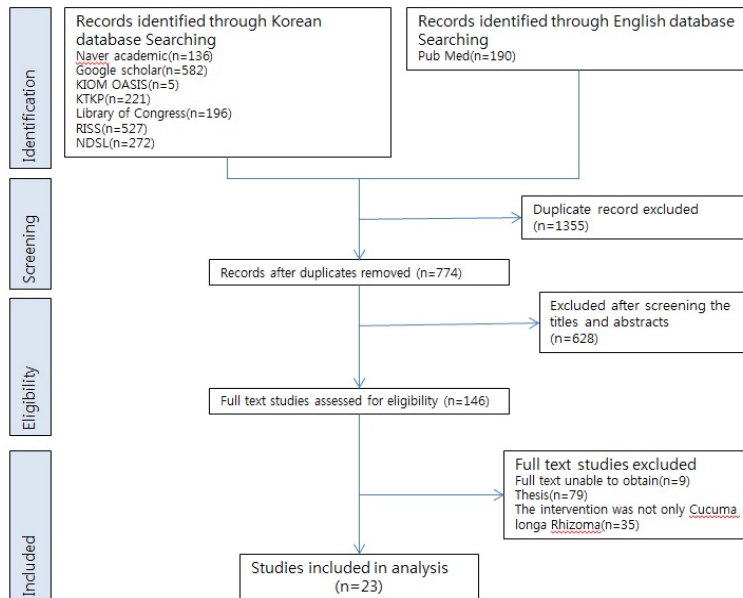 Records identified through Korean
database Searching
Naver academic(n=136)
Google scholar(n=582)
KIOM OASIS(n=5)
KTKP(n=221)
Library of Congress(n=196)
RISS(n=527)
NDSL(n=272)
Records identified through English database
Searching
Pub Med(n=190)
Identification
Duplicate record excluded
(n=1355)
Screening
Records after duplicates removed (n=774)
Excluded after screening the
titles and abstracts
(n=628)
Eligibility
Full text studies assessed for eligibility (n=146)
Full text studies excluded
Full text unable to obtain(n=9)
Thesis(n=79)
The intervention was not only Cucuma
longa Rhizoma(n=35)
Included
Studies included in analysis
(n=23)